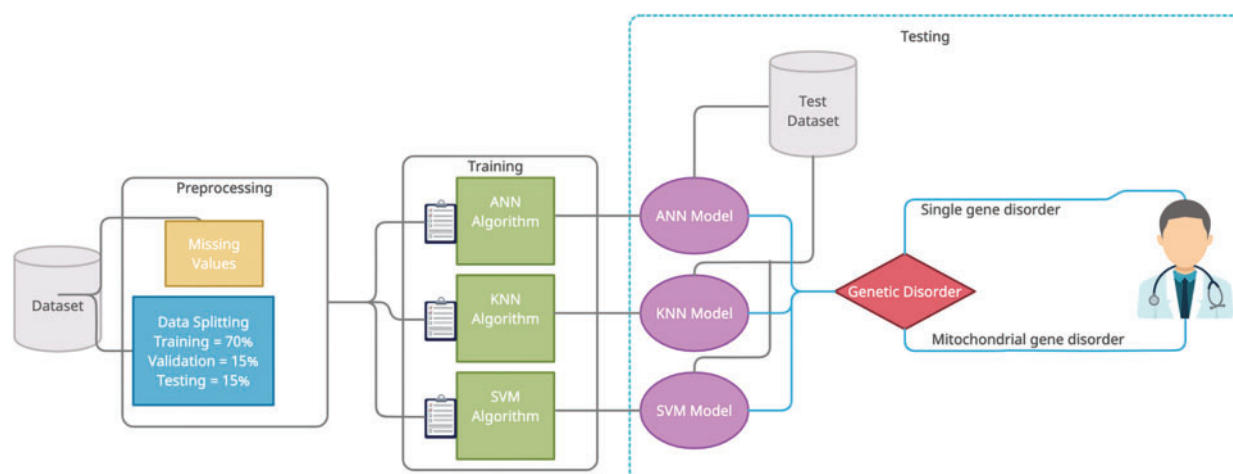 Testing
Test
Dataset
Training
Preprocessing
ANN
Algorithm
ANN Model
Single gene disorder
Missing
Values
Dataset
KNN
Algorithm
KNN Model
Genetic Disorder
Data Splitting
Training = 70%
Validation = 15%
Testing = 15%
Mitochondrial gene disorder
SVM
Algorithm
SVM Model